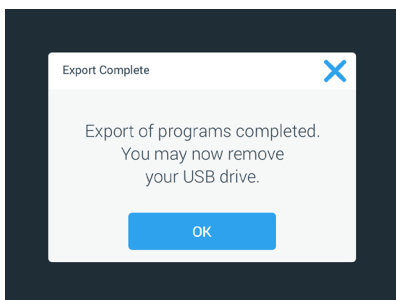 Export Complete
Export of programs completed.
You may now remove
your USB drive.
OK